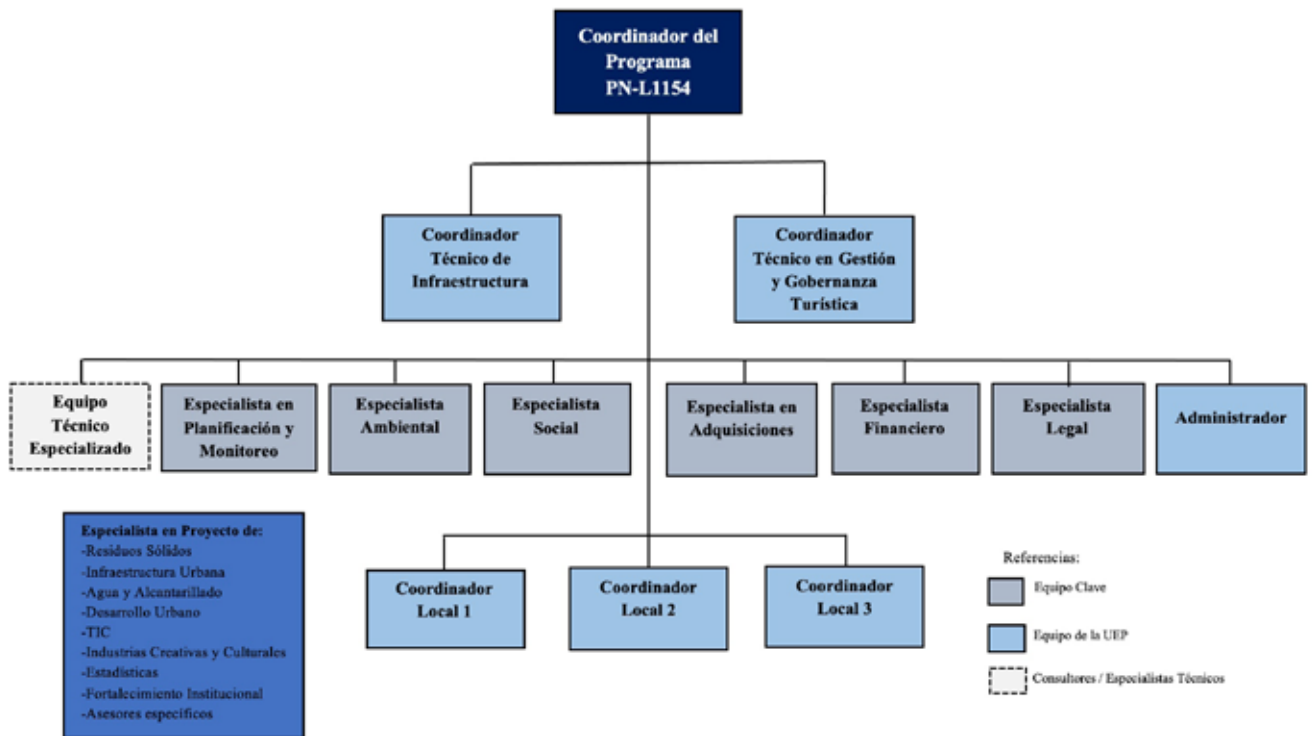 Coordinador del
Programa
PN-L1154
Coordinador
Técnico de
Infraestructura
Coordinador
Técnico en Gestión
y Gobernanza
Turística
Equipo
Técnico
Especializado
Especialista en
Planificación y
Monitoreo
Especialista
Ambiental
Especialista
Social
Especialista en
Adquisiciones
Especialista
Financiero
Especialista
Legal
Administrador
Especialista en Proyecto de:
-Residuos Sólidos
-Infraestructura Urbana
-Agua y Alcantarillado
-Desarrollo Urbano
-TIC
-Industrias Creativas y Culturales
-Estadísticas
-Fortalecimiento Institucional
-Asesores específicos
Coordinador
Local 1
Coordinador
Local 2
Coordinador
Local 3
Referencias:
Equipo Clave
Equipo de la UEP
Consultores / Especialistas Técnicos